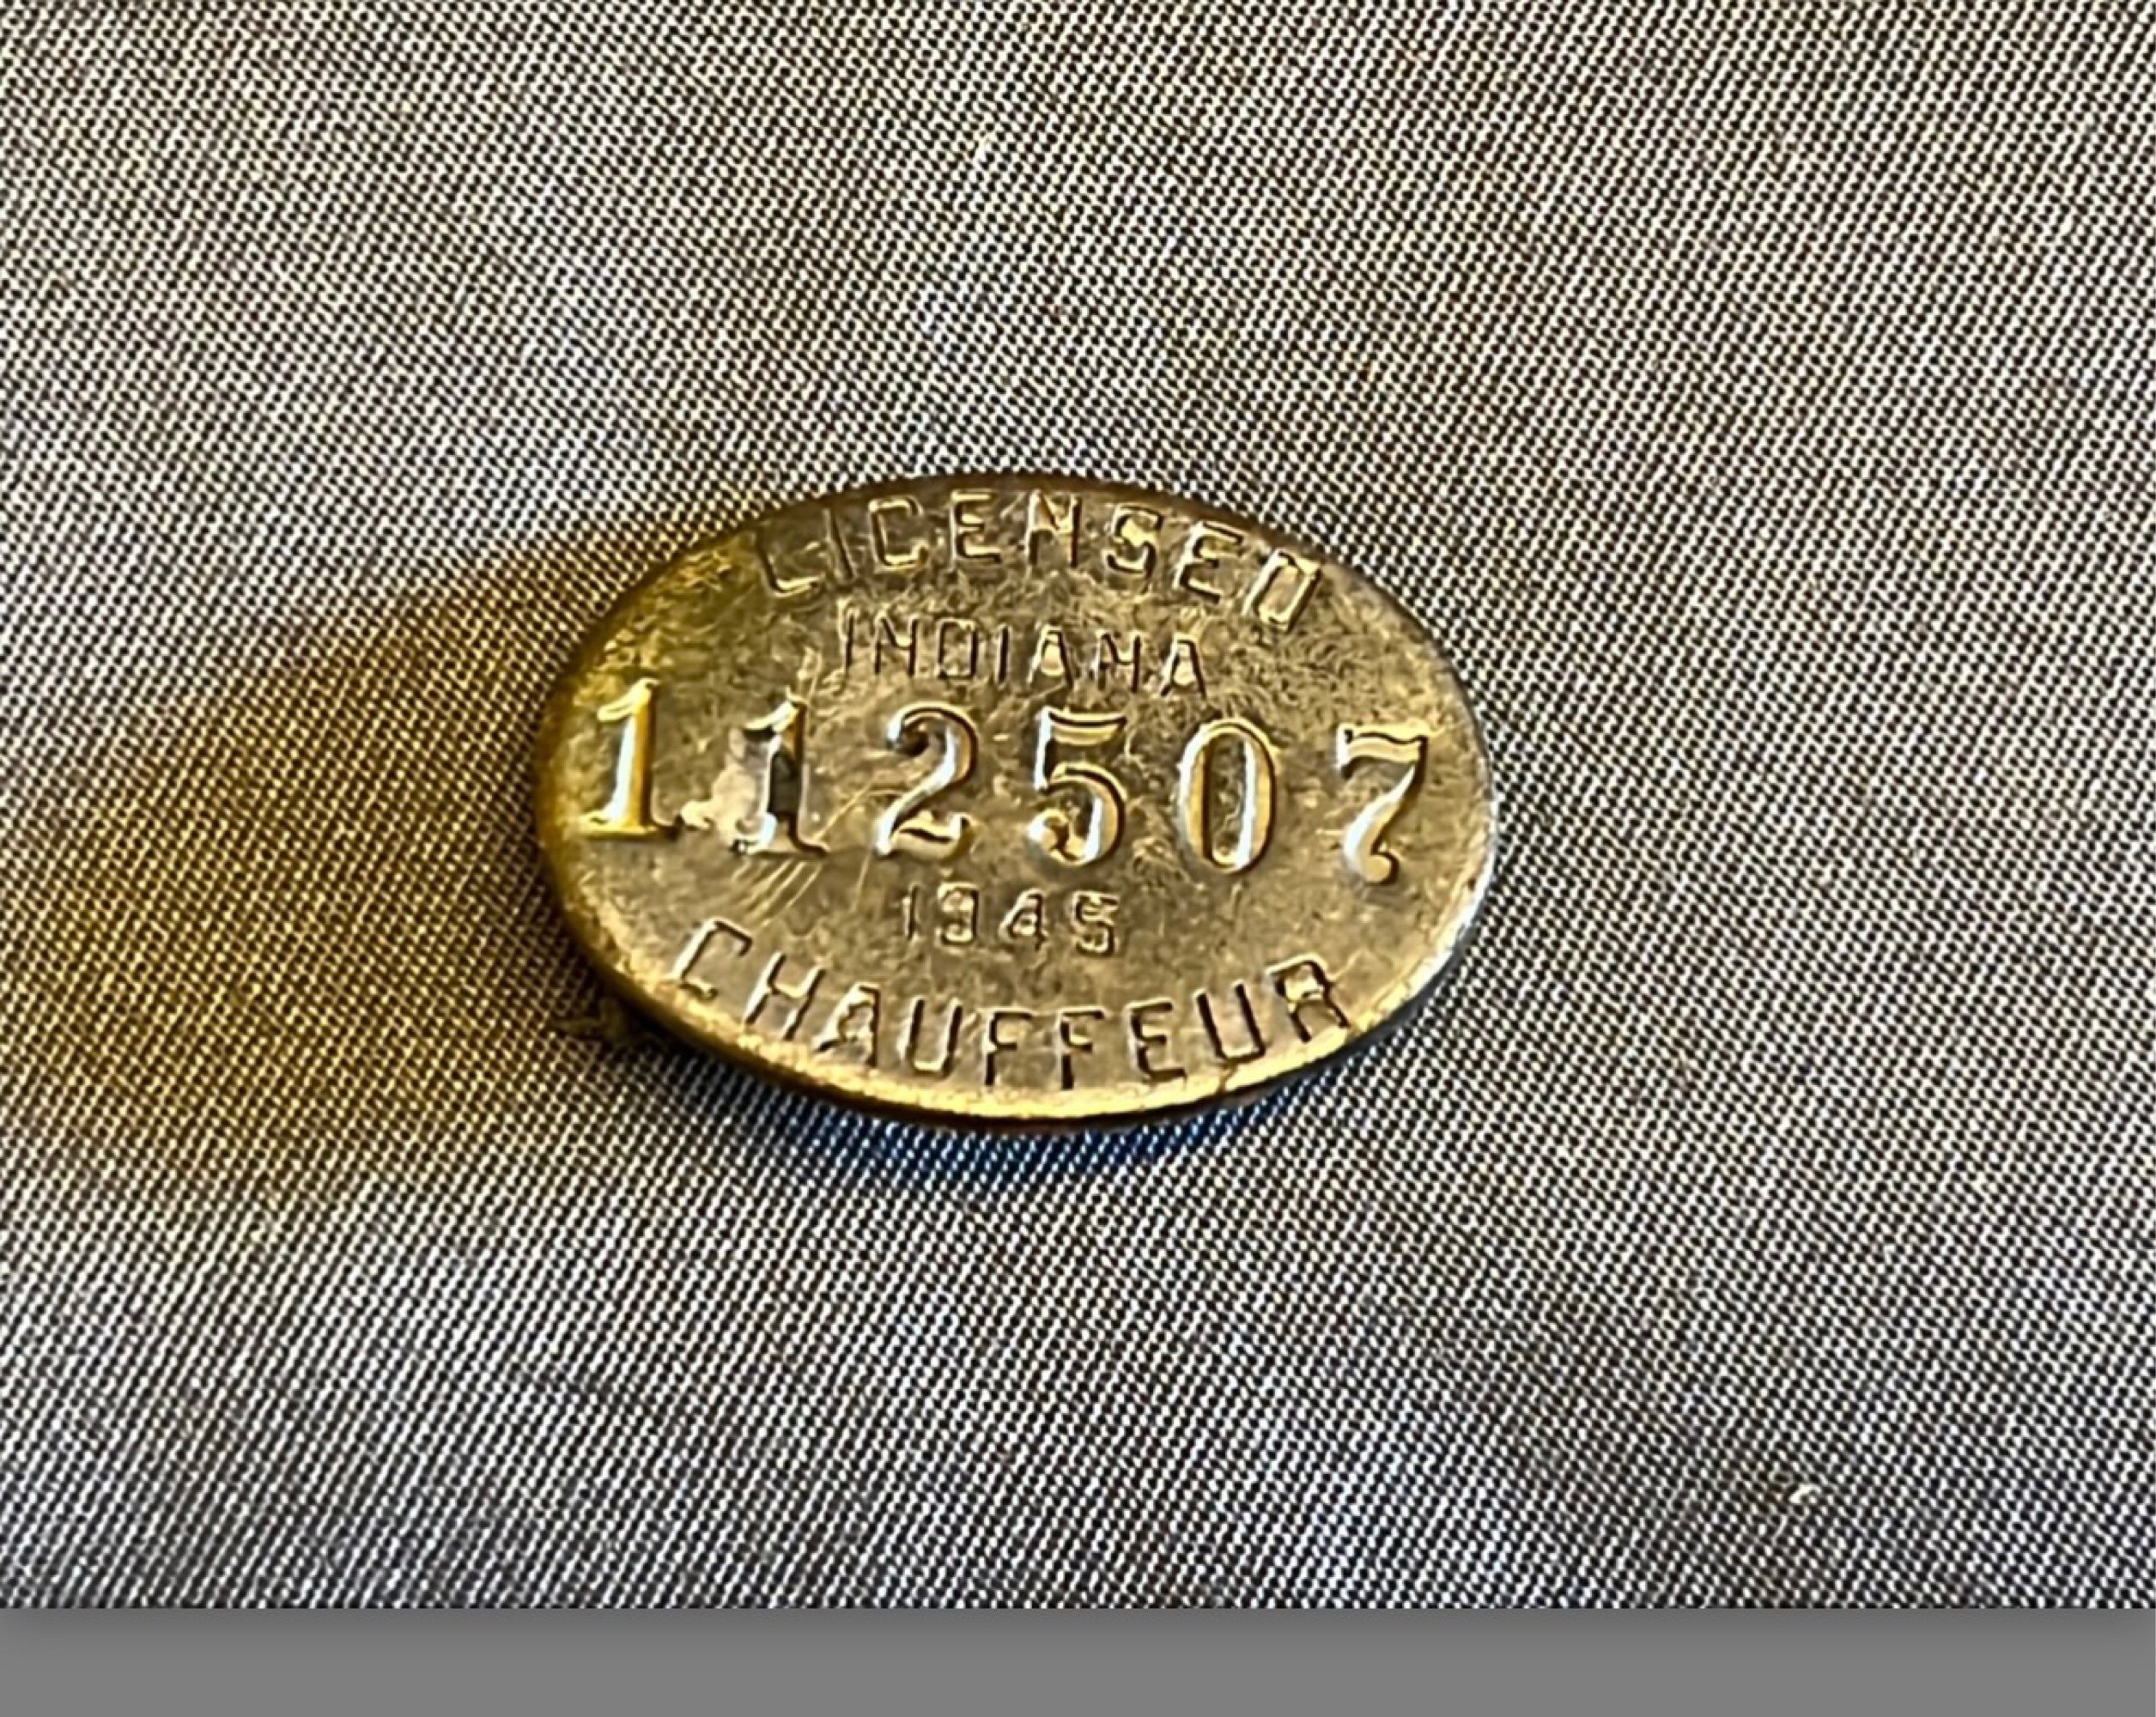 LICENSED
INDIANA
112507
1945
CHAUFFEUR